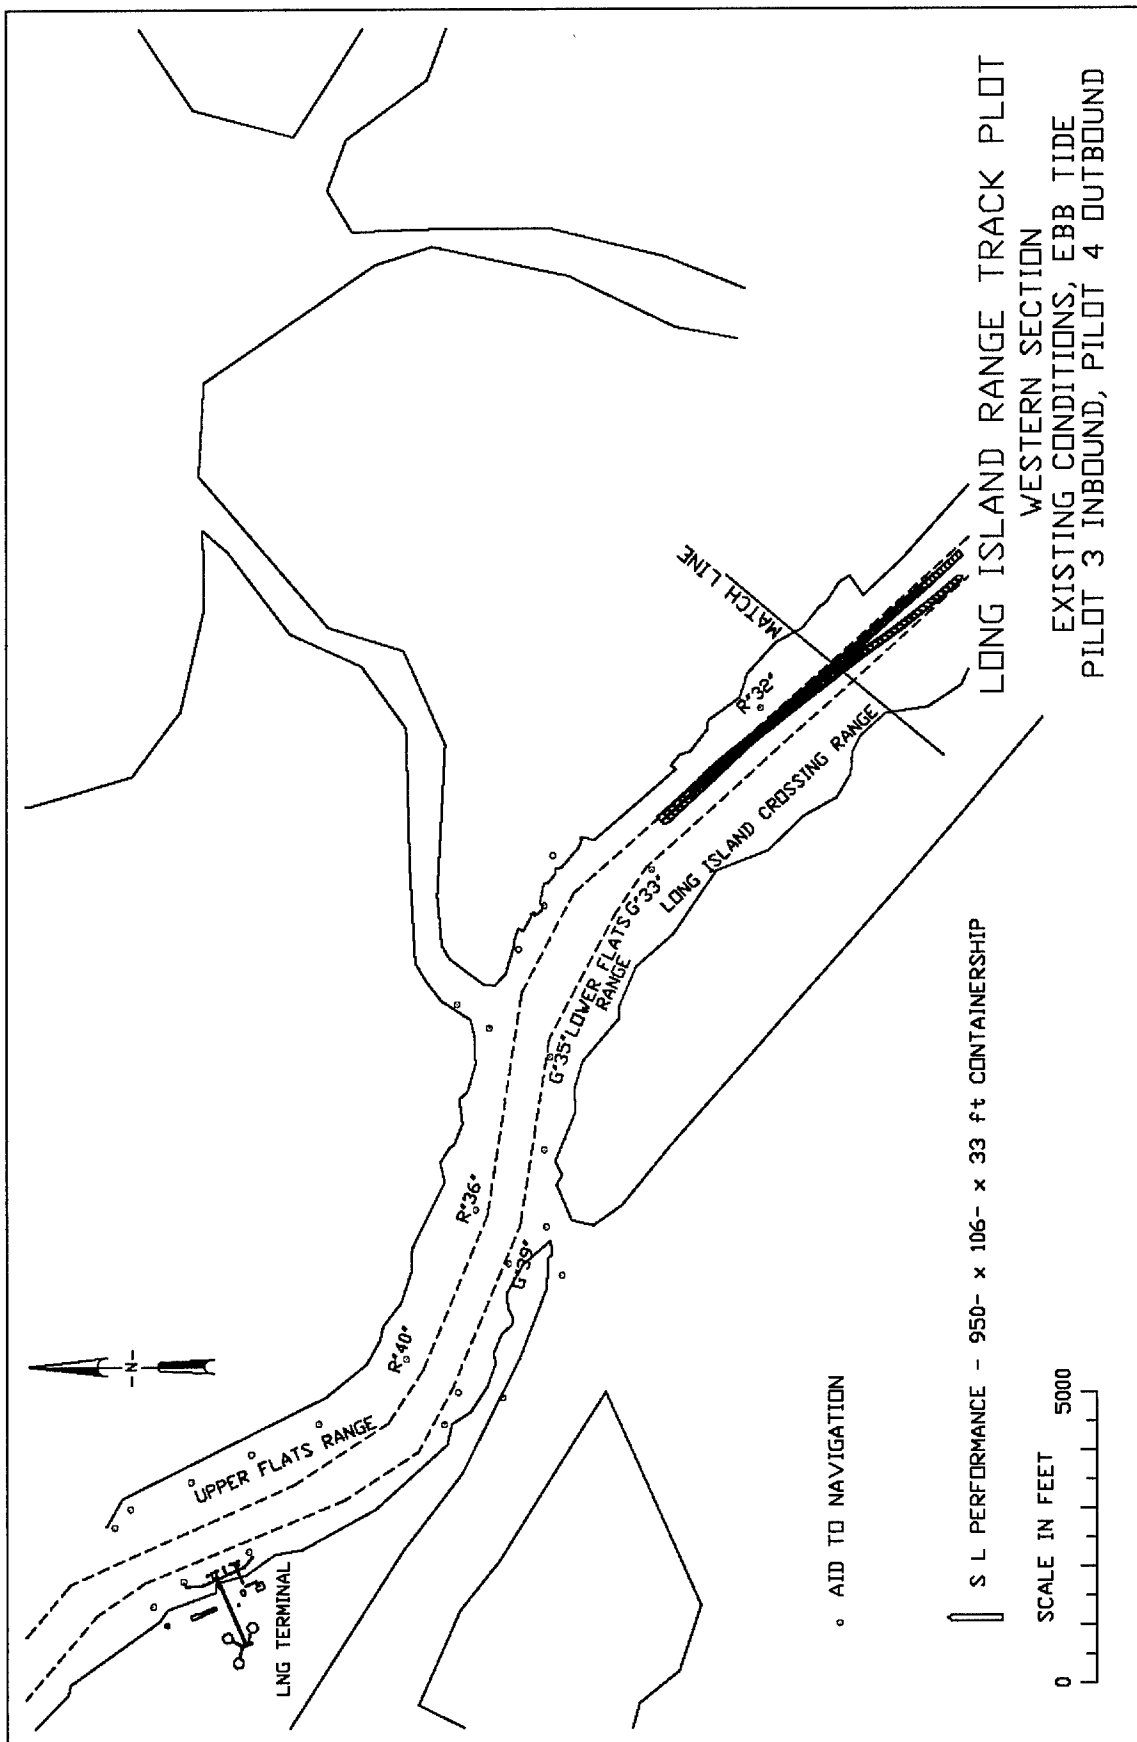 LONG ISLAND RANGE TRACK PLOT
WESTERN SECTION
EXISTING CONDITIONS, EBB TIDE
PILOT 3 INBOUND, PILOT 4 OUTBOUND
-N-
UPPER FLATS RANGE
LNG TERMINAL
R"40"
R"36"
G"39"
G"35"
LOWER FLATS
RANGE
G"33"
LONG ISLAND CROSSING RANGE
R"32"
MATCH LINE
AID TO NAVIGATION
S L PERFORMANCE - 950- x 106- x 33 ft CONTAINERSHIP
SCALE IN FEET
0 5000